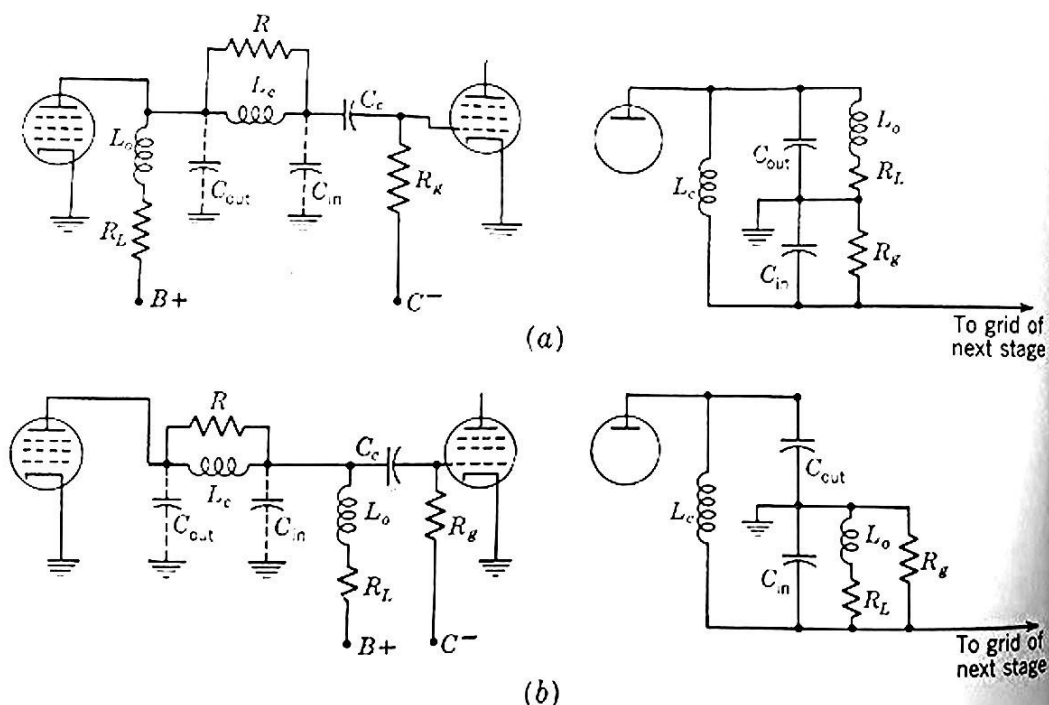 R
L_c
C_c
L_o
C_out
C_in
R_g
R_L
B+
C−
L_c
C_out
L_o
R_L
C_in
R_g
To grid of
next stage
(a)
R
C_c
L_c
C_out
C_in
L_o
R_g
R_L
B+
C−
C_out
L_c
L_o
R_g
C_in
R_L
To grid of
next stage
(b)